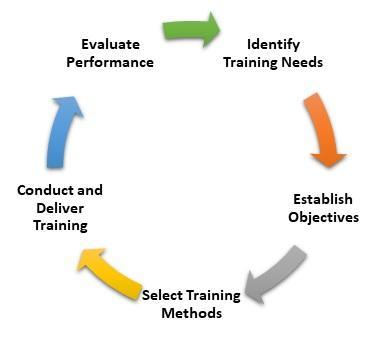 Evaluate
Performance
Identify
Training Needs
Establish
Objectives
Select Training
Methods
Conduct and
Deliver
Training